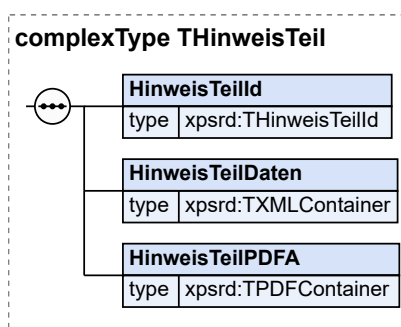 complexType THinweisTeil
HinweisTeilId
type xpsrd:THinweisTeilId
HinweisTeilDaten
type xpsrd:TXMLContainer
HinweisTeilPDFA
type xpsrd:TPDFContainer